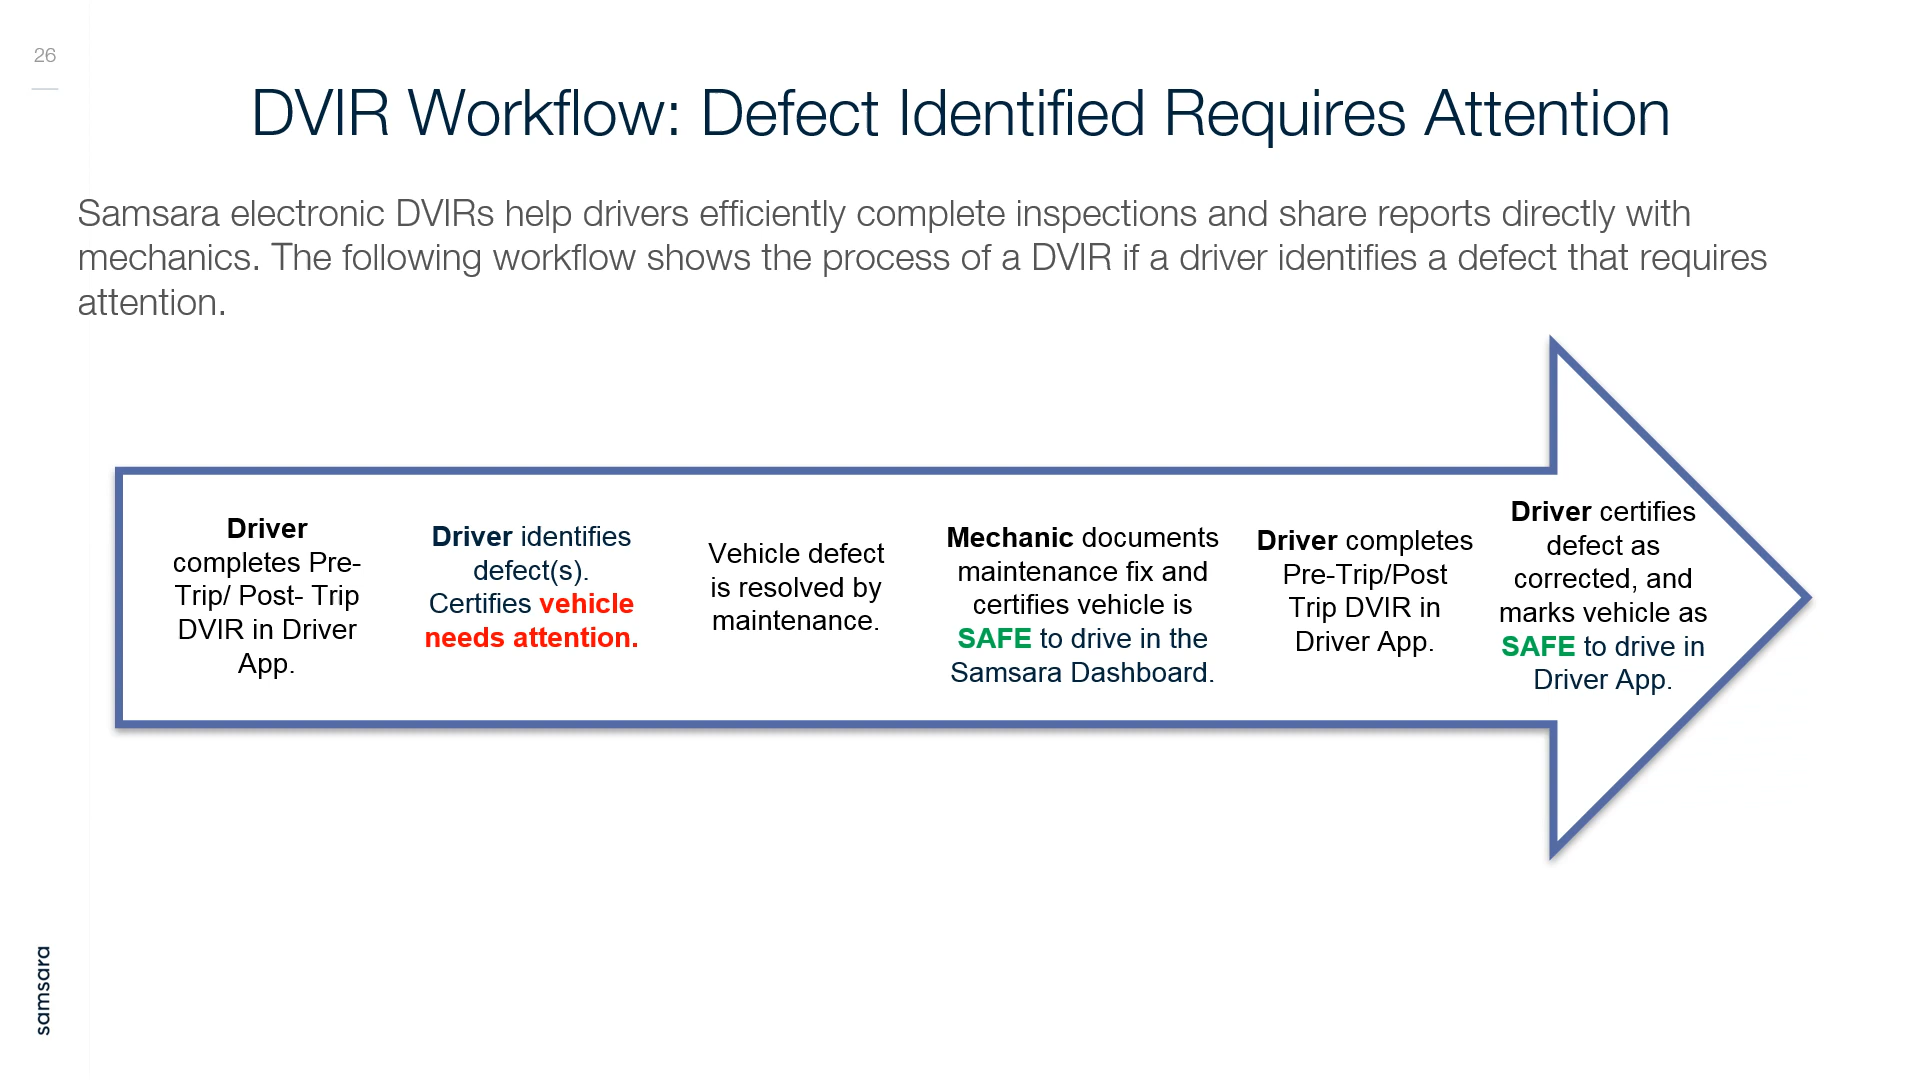 26
DVIR Workflow: Defect Identified Requires Attention
Samsara electronic DVIRs help drivers efficiently complete inspections and share reports directly with
mechanics. The following workflow shows the process of a DVIR if a driver identifies a defect that requires
attention.
Driver
completes Pre-
Trip/ Post- Trip
DVIR in Driver
App.
Driver identifies
defect(s).
Certifies vehicle
needs attention.
Vehicle defect
is resolved by
maintenance.
Mechanic documents
maintenance fix and
certifies vehicle is
SAFE to drive in the
Samsara Dashboard.
Driver completes
Pre-Trip/Post
Trip DVIR in
Driver App.
Driver certifies
defect as
corrected, and
marks vehicle as
SAFE to drive in
Driver App.
samsara